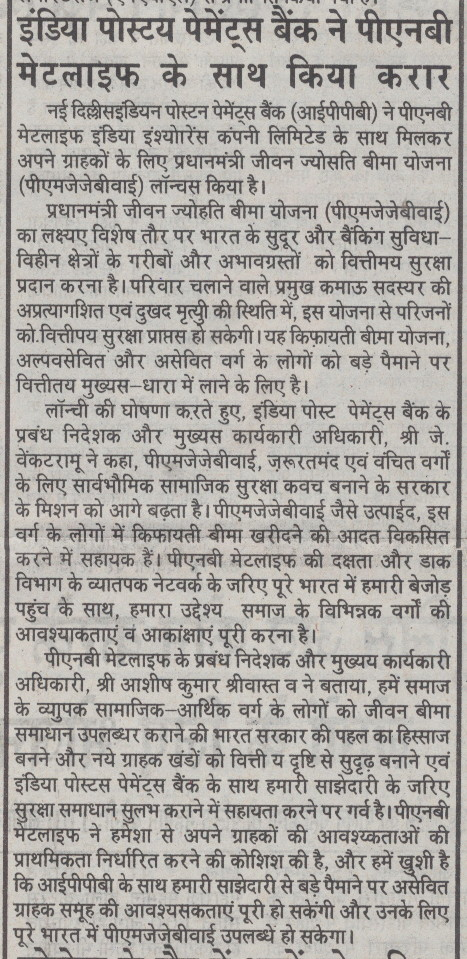 इंडिया पोस्टय पेमेंट्स बैंक ने पीएनबी
मेटलाइफ के साथ किया करार
नई दिल्लीसइंडियन पोस्टन पेमेंट्स बैंक (आईपीपीबी) ने पीएनबी
मेटलाइफ इंडिया इंश्योारेंस कंपनी लिमिटेड के साथ मिलकर
अपने ग्राहकों के लिए प्रधानमंत्री जीवन ज्योसति बीमा योजना
(पीएमजेजेबीवाई) लॉन्चस किया है।
प्रधानमंत्री जीवन ज्योहति बीमा योजना (पीएमजेजेबीवाई)
का लक्ष्यए विशेष तौर पर भारत के सुदूर और बैंकिंग सुविधा–
विहीन क्षेत्रों के गरीबों और अभावग्रस्तों को वित्तीमय सुरक्षा
प्रदान करना है। परिवार चलाने वाले प्रमुख कमाऊ सदस्यर की
अप्रत्यागशित एवं दुखद मृत्युी की स्थिति में, इस योजना से परिजनों
को वित्तीपय सुरक्षा प्राप्तस हो सकेगी। यह किफ़ायती बीमा योजना,
अल्पवसेवित और असेवित वर्ग के लोगों को बड़े पैमाने पर
वित्तीतय मुख्यस–धारा में लाने के लिए है।
लॉन्ची की घोषणा करते हुए, इंडिया पोस्ट पेमेंट्स बैंक के
प्रबंध निदेशक और मुख्यस कार्यकारी अधिकारी, श्री जे.
वेंकटरामू ने कहा, पीएमजेजेबीवाई, ज़रूरतमंद एवं वंचित वर्गों
के लिए सार्वभौमिक सामाजिक सुरक्षा कवच बनाने के सरकार
के मिशन को आगे बढ़ता है। पीएमजेजेबीवाई जैसे उत्पाईद, इस
वर्ग के लोगों में किफायती बीमा खरीदने की आदत विकसित
करने में सहायक हैं। पीएनबी मेटलाइफ की दक्षता और डाक
विभाग के व्यातपक नेटवर्क के जरिए पूरे भारत में हमारी बेजोड़
पहुंच के साथ, हमारा उद्देश्य समाज के विभिन्नक वर्गों की
आवश्याकताएं वं आकांक्षाएं पूरी करना है।
पीएनबी मेटलाइफ के प्रबंध निदेशक और मुख्यय कार्यकारी
अधिकारी, श्री आशीष कुमार श्रीवास्त व ने बताया, हमें समाज
के व्यापुक सामाजिक–आर्थिक वर्ग के लोगों को जीवन बीमा
समाधान उपलब्धर कराने की भारत सरकार की पहल का हिस्साज
बनने और नये ग्राहक खंडों को वित्ती य दृष्टि से सुदृढ़ बनाने एवं
इंडिया पोस्टस पेमेंट्स बैंक के साथ हमारी साझेदारी के जरिए
सुरक्षा समाधान सुलभ कराने में सहायता करने पर गर्व है। पीएनबी
मेटलाइफ ने हमेशा से अपने ग्राहकों की आवश्य्कताओं की
प्राथमिकता निर्धारित करने की कोशिश की है, और हमें खुशी है
कि आईपीपीबी के साथ हमारी साझेदारी से बड़े पैमाने पर असेवित
ग्राहक समूह की आवश्यसकताएं पूरी हो सकेंगी और उनके लिए
पूरे भारत में पीएमजेजेबीवाई उपलब्धे हो सकेगा।